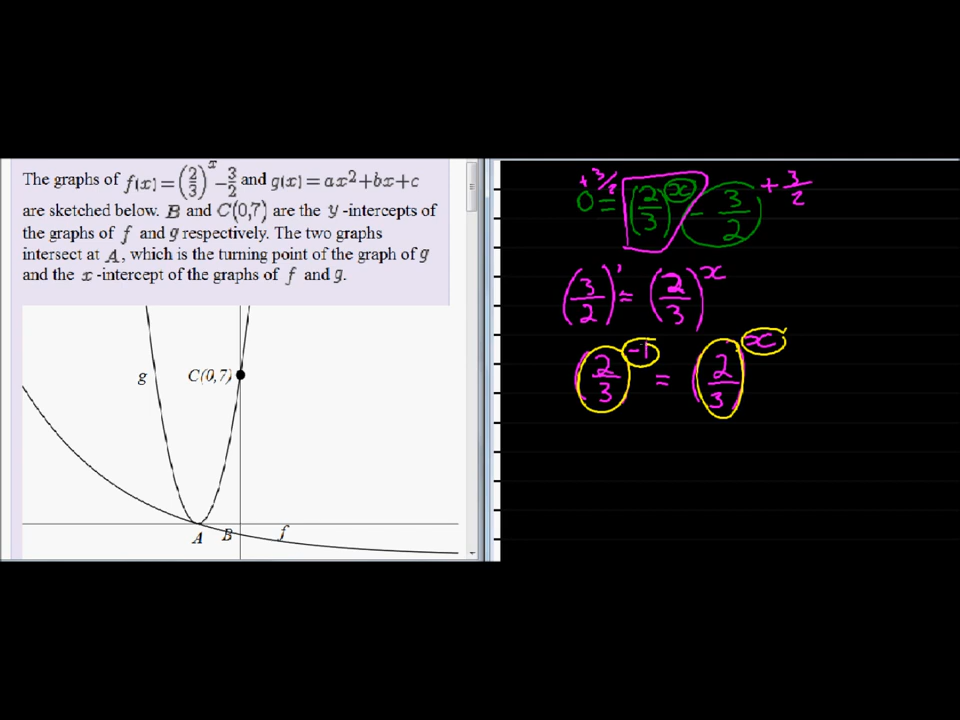 The graphs of f(x) = (2/3)^x - 3/2 and g(x) = ax²+bx+c
are sketched below. B and C(0,7) are the y -intercepts of
the graphs of f and g respectively. The two graphs
intersect at A, which is the turning point of the graph of g
and the x -intercept of the graphs of f and g.
g
C(0,7)
A
B
f
+3/2
0 = (2/3)^x - 3/2 + 3/2
(3/2)' = (2/3)^x
(2/3)^-1 = (2/3)^x